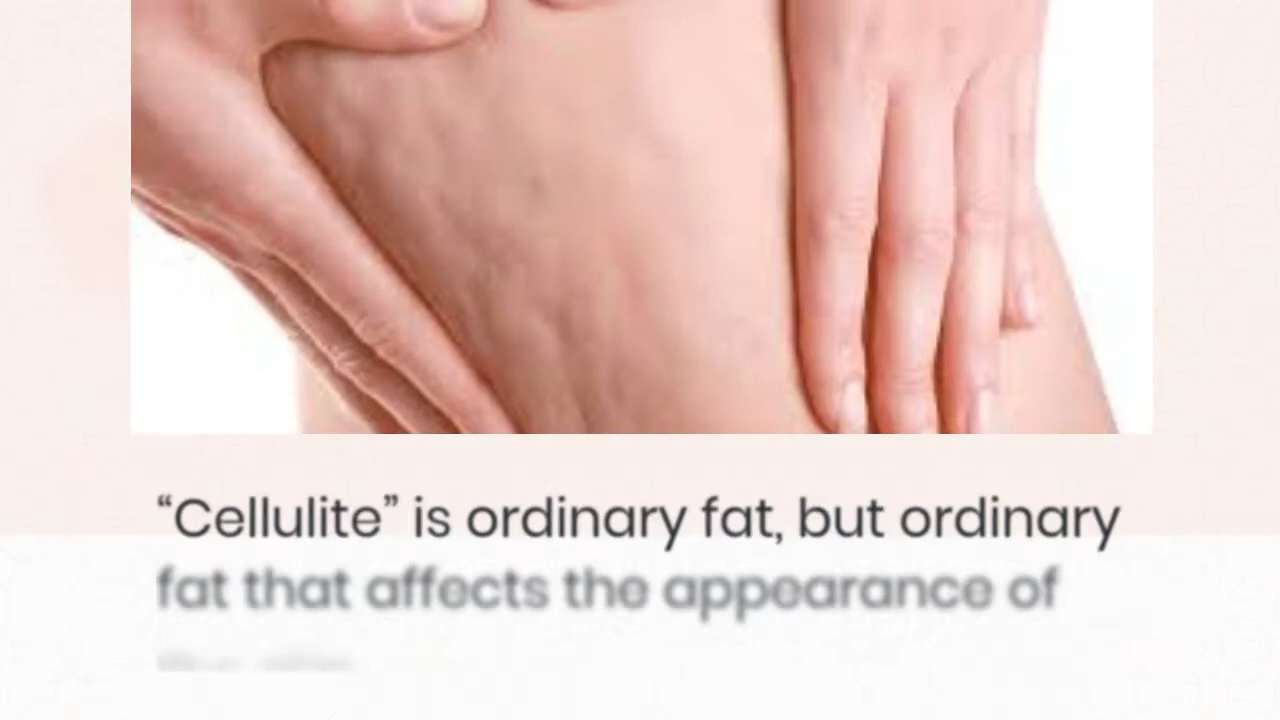 “Cellulite” is ordinary fat, but ordinary
fat that affects the appearance of